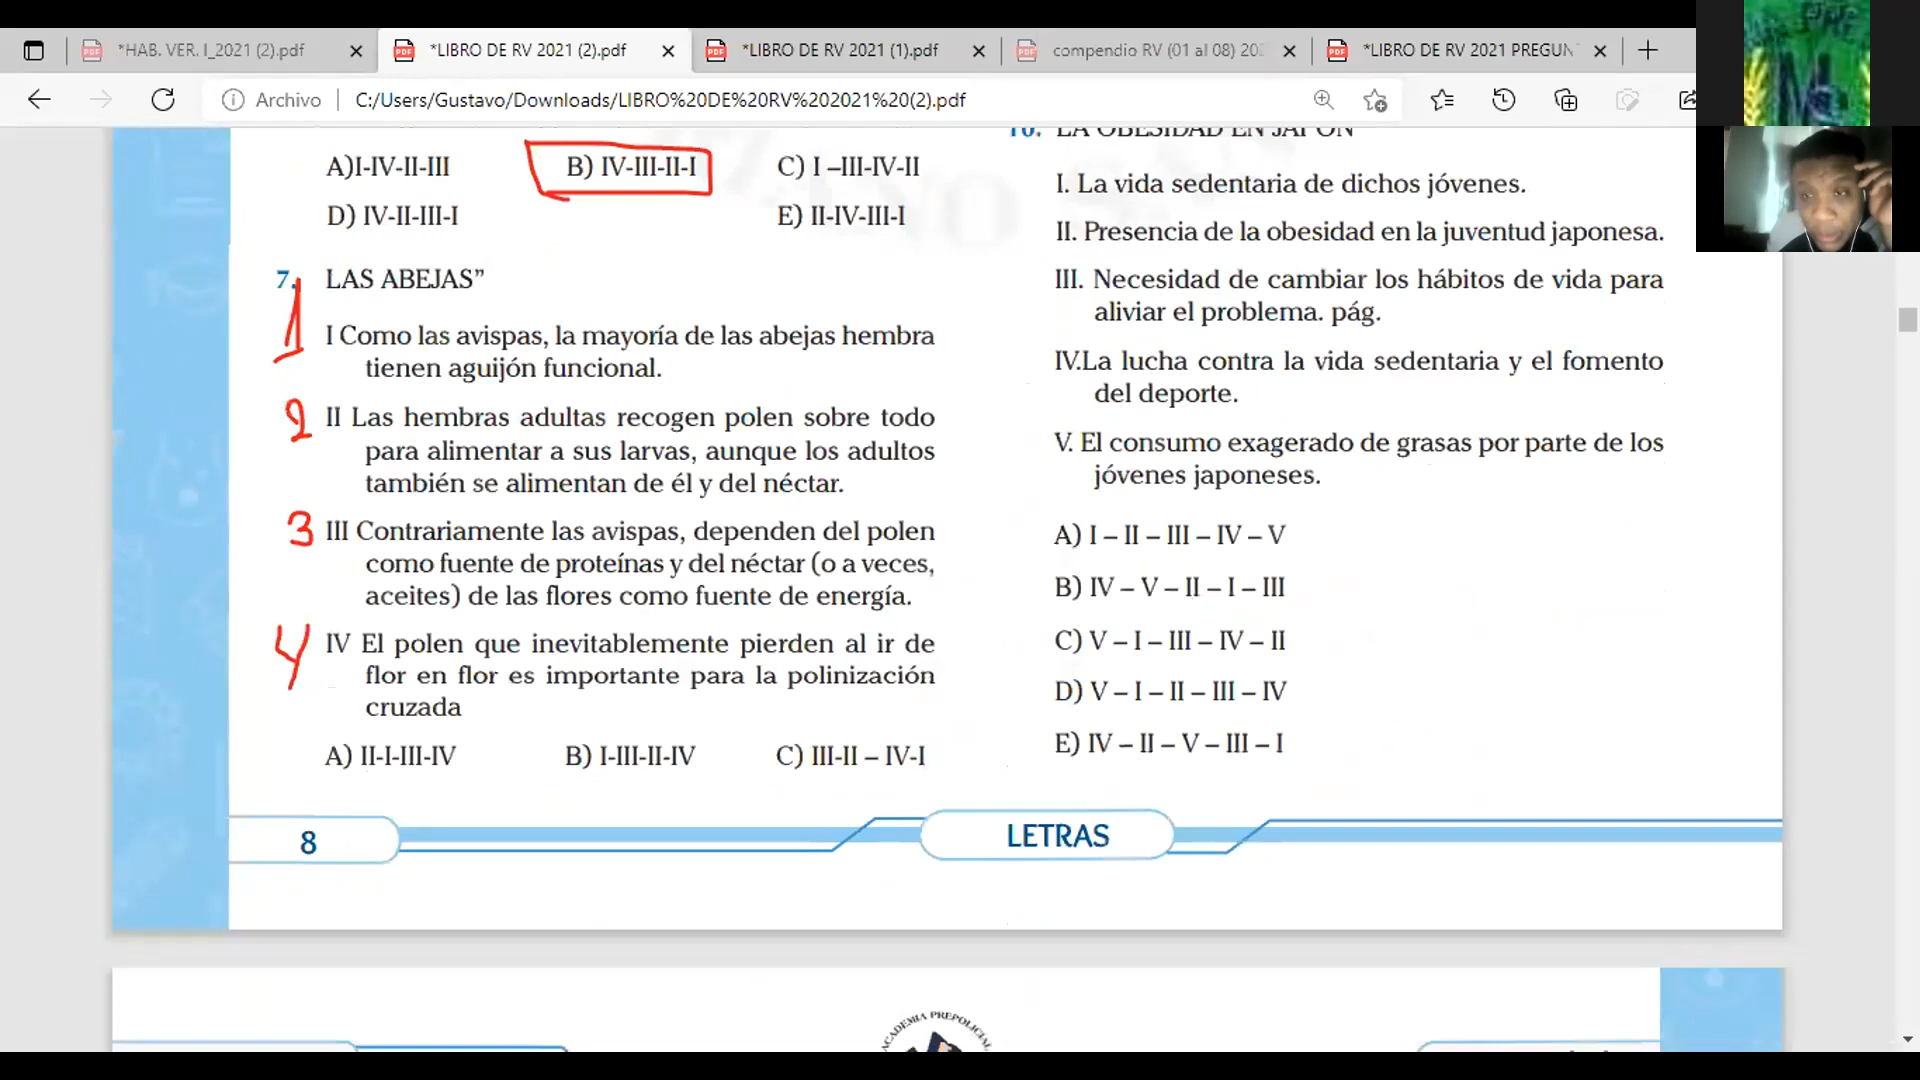 *HAB. VER. I_2021 (2).pdf
*LIBRO DE RV 2021 (2).pdf
*LIBRO DE RV 2021 (1).pdf
compendio RV (01 al 08) 202
*LIBRO DE RV 2021 PREGUN
Archivo
C:/Users/Gustavo/Downloads/LIBRO%20DE%20RV%202021%20(2).pdf
A)I-IV-II-III B) IV-III-II-I C) I –III-IV-II
D) IV-II-III-I E) II-IV-III-I
7. LAS ABEJAS”
1
I Como las avispas, la mayoría de las abejas hembra
tienen aguijón funcional.
2
II Las hembras adultas recogen polen sobre todo
para alimentar a sus larvas, aunque los adultos
también se alimentan de él y del néctar.
3
III Contrariamente las avispas, dependen del polen
como fuente de proteínas y del néctar (o a veces,
aceites) de las flores como fuente de energía.
4
IV El polen que inevitablemente pierden al ir de
flor en flor es importante para la polinización
cruzada
A) II-I-III-IV B) I-III-II-IV C) III-II – IV-I
10. LA OBESIDAD EN JAPÓN
I. La vida sedentaria de dichos jóvenes.
II. Presencia de la obesidad en la juventud japonesa.
III. Necesidad de cambiar los hábitos de vida para
aliviar el problema. pág.
IV.La lucha contra la vida sedentaria y el fomento
del deporte.
V. El consumo exagerado de grasas por parte de los
jóvenes japoneses.
A) I – II – III – IV – V
B) IV – V – II – I – III
C) V – I – III – IV – II
D) V – I – II – III – IV
E) IV – II – V – III – I
8
LETRAS
ACADEMIA PREPOLICIAL